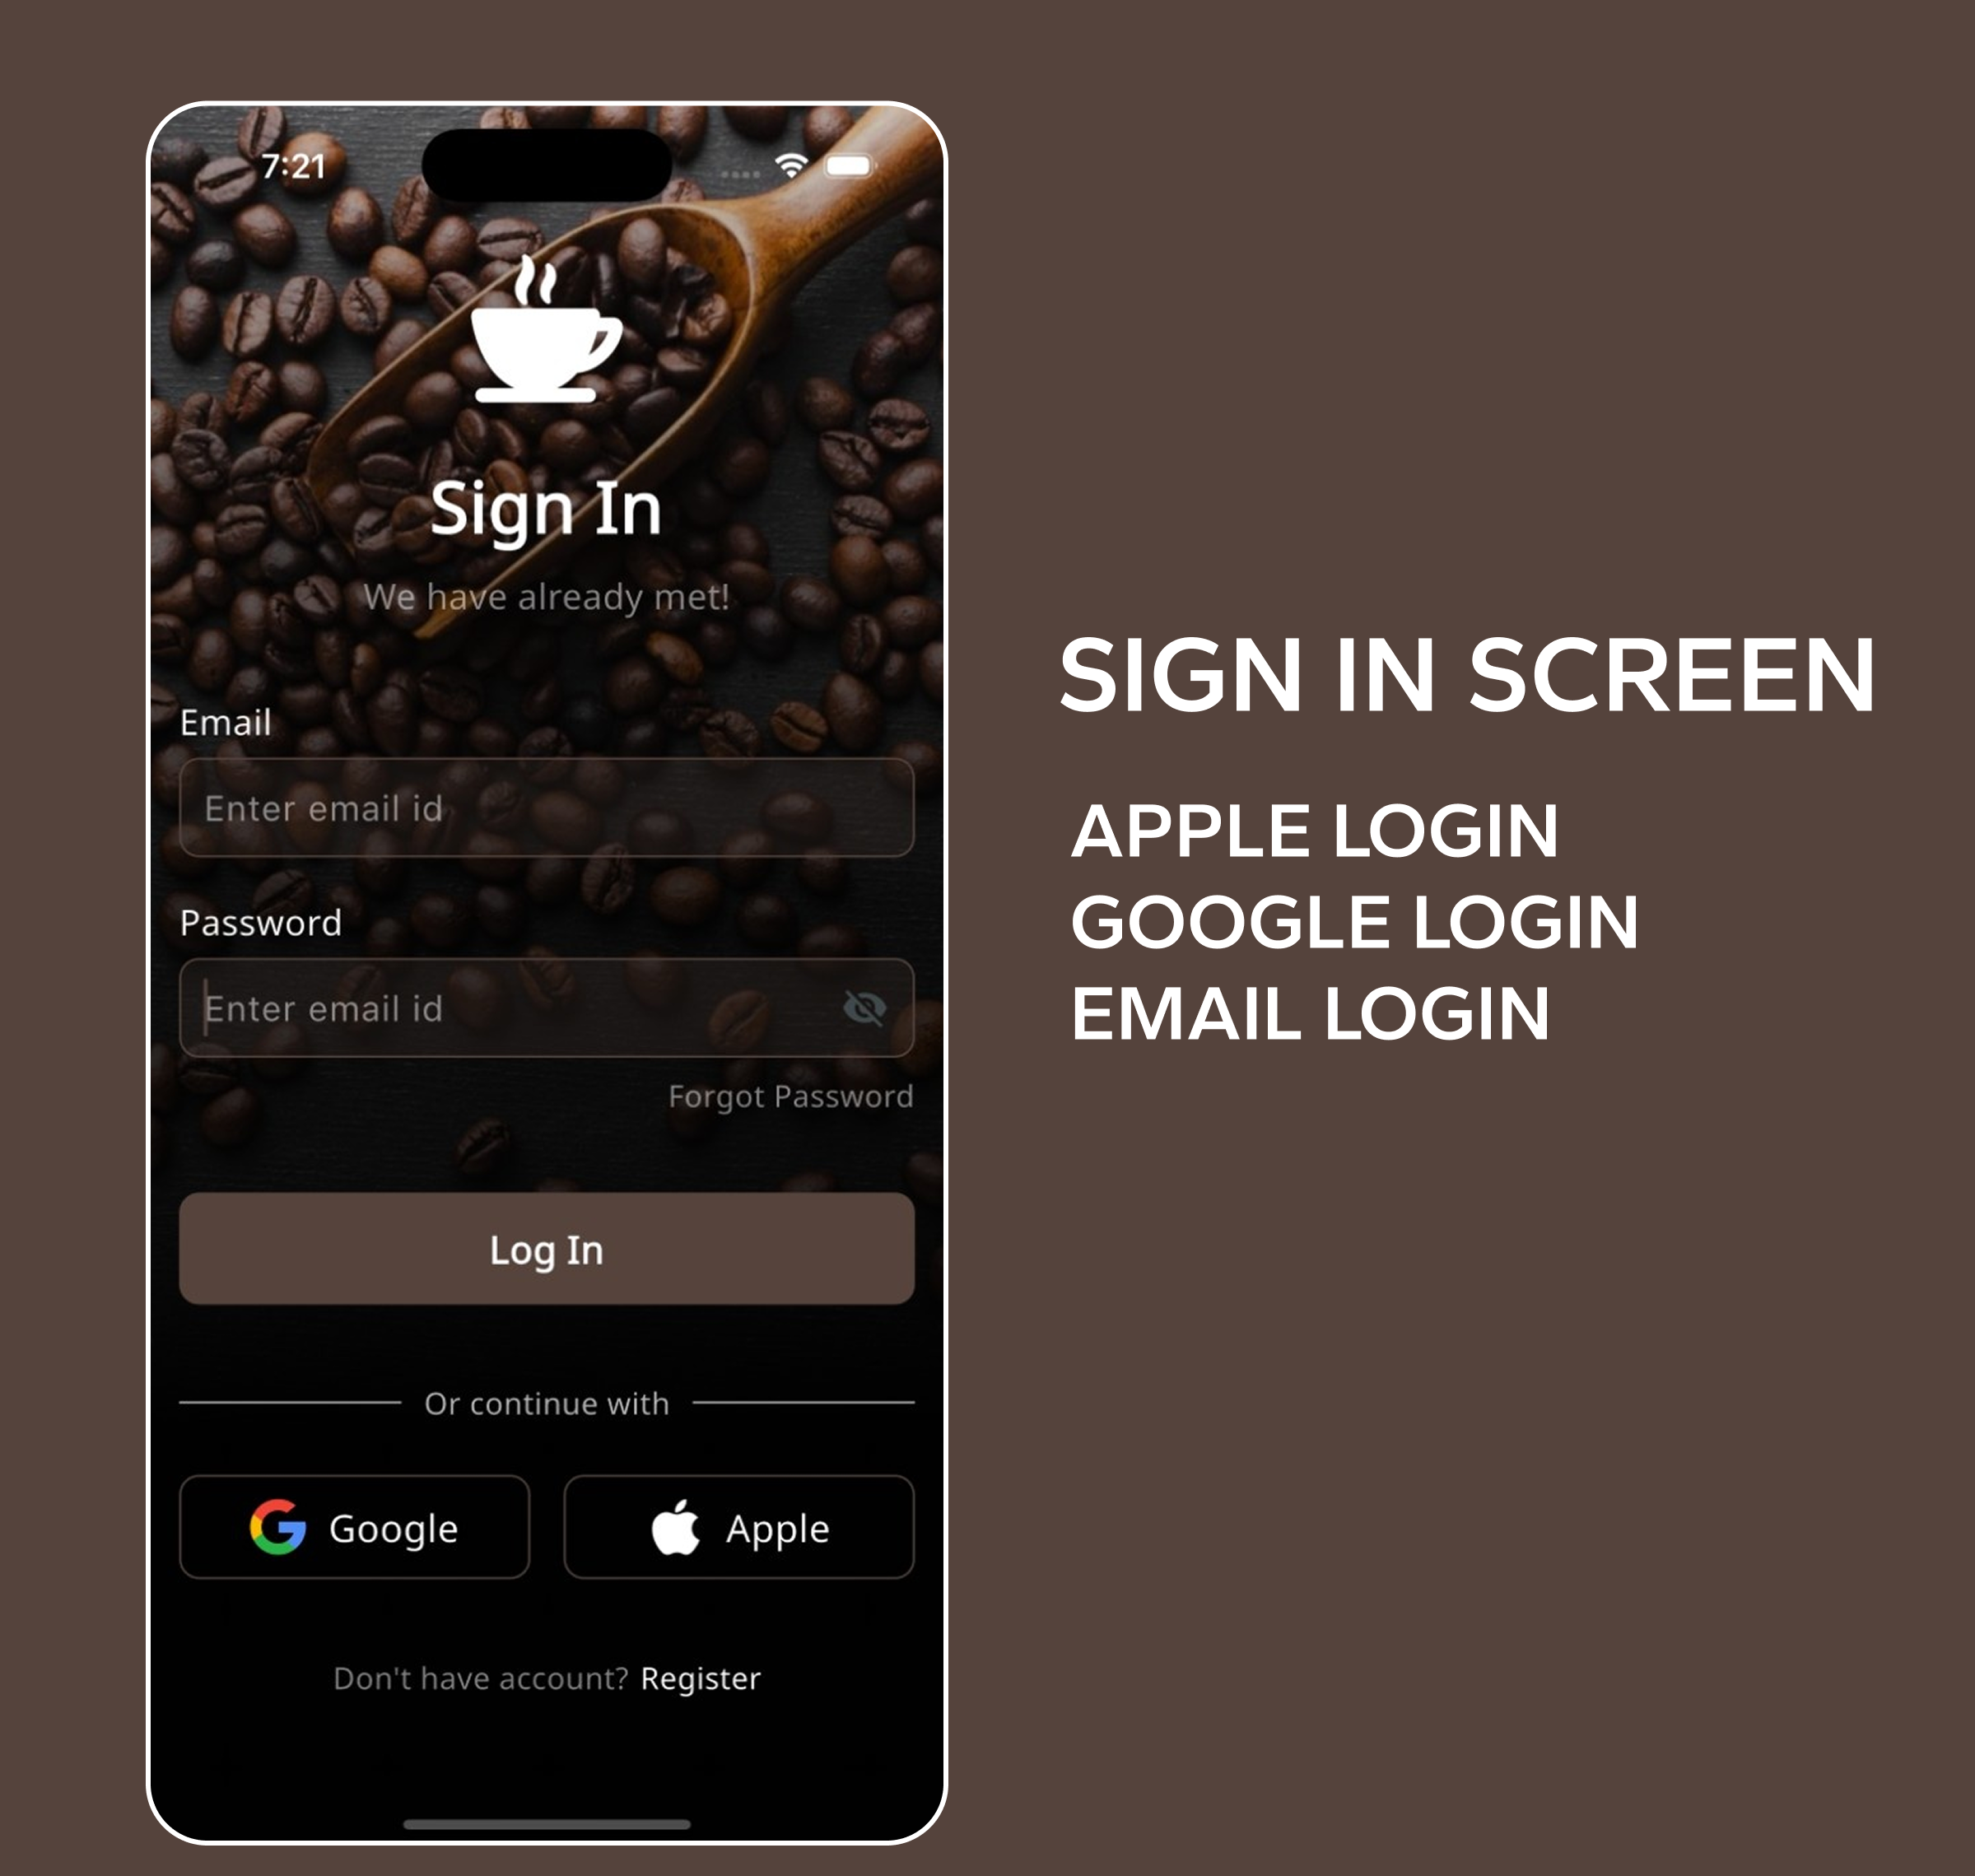 7:21
Sign In
We have already met!
Email
Enter email id
Password
Enter email id
Forgot Password
Log In
Or continue with
Google
Apple
Don't have account? Register
SIGN IN SCREEN
APPLE LOGIN
GOOGLE LOGIN
EMAIL LOGIN